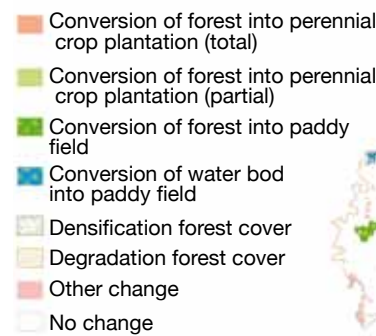 Conversion of forest into perennial
crop plantation (total)
Conversion of forest into perennial
crop plantation (partial)
Conversion of forest into paddy
field
Conversion of water bod
into paddy field
Densification forest cover
Degradation forest cover
Other change
No change